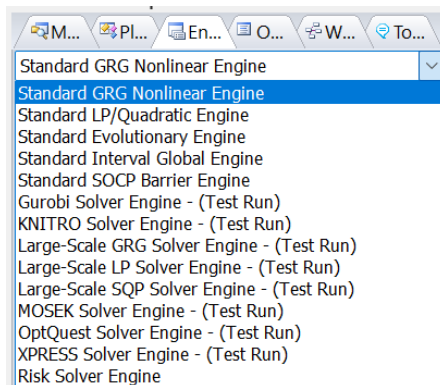 M... Pl... En... O... W... To...
Standard GRG Nonlinear Engine
Standard GRG Nonlinear Engine
Standard LP/Quadratic Engine
Standard Evolutionary Engine
Standard Interval Global Engine
Standard SOCP Barrier Engine
Gurobi Solver Engine - (Test Run)
KNITRO Solver Engine - (Test Run)
Large-Scale GRG Solver Engine - (Test Run)
Large-Scale LP Solver Engine - (Test Run)
Large-Scale SQP Solver Engine - (Test Run)
MOSEK Solver Engine - (Test Run)
OptQuest Solver Engine - (Test Run)
XPRESS Solver Engine - (Test Run)
Risk Solver Engine